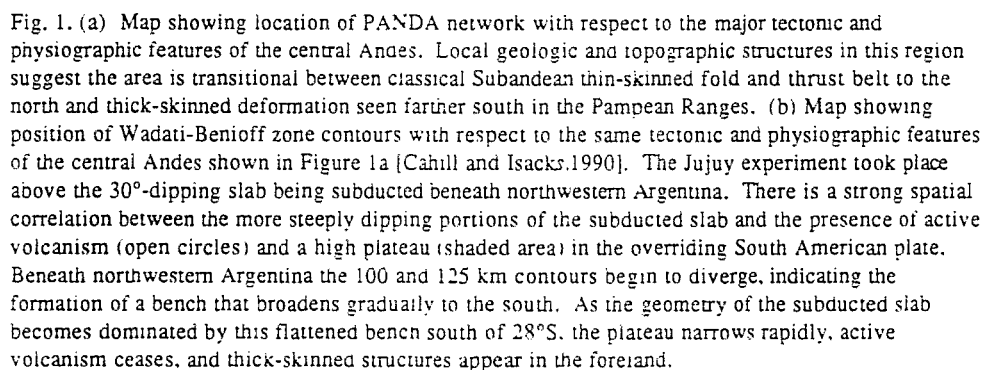 Fig. 1. (a) Map showing location of PANDA network with respect to the major tectonic and
physiographic features of the central Andes. Local geologic and topographic structures in this region
suggest the area is transitional between classical Subandean thin-skinned fold and thrust belt to the
north and thick-skinned deformation seen farther south in the Pampean Ranges. (b) Map showing
position of Wadati-Benioff zone contours with respect to the same tectonic and physiographic features
of the central Andes shown in Figure 1a [Cahill and Isacks.1990]. The Jujuy experiment took place
above the 30°-dipping slab being subducted beneath northwestern Argentina. There is a strong spatial
correlation between the more steeply dipping portions of the subducted slab and the presence of active
volcanism (open circles) and a high plateau (shaded area) in the overriding South American plate.
Beneath northwestern Argentina the 100 and 125 km contours begin to diverge, indicating the
formation of a bench that broadens gradually to the south. As the geometry of the subducted slab
becomes dominated by this flattened bench south of 28°S, the plateau narrows rapidly, active
volcanism ceases, and thick-skinned structures appear in the foreland.